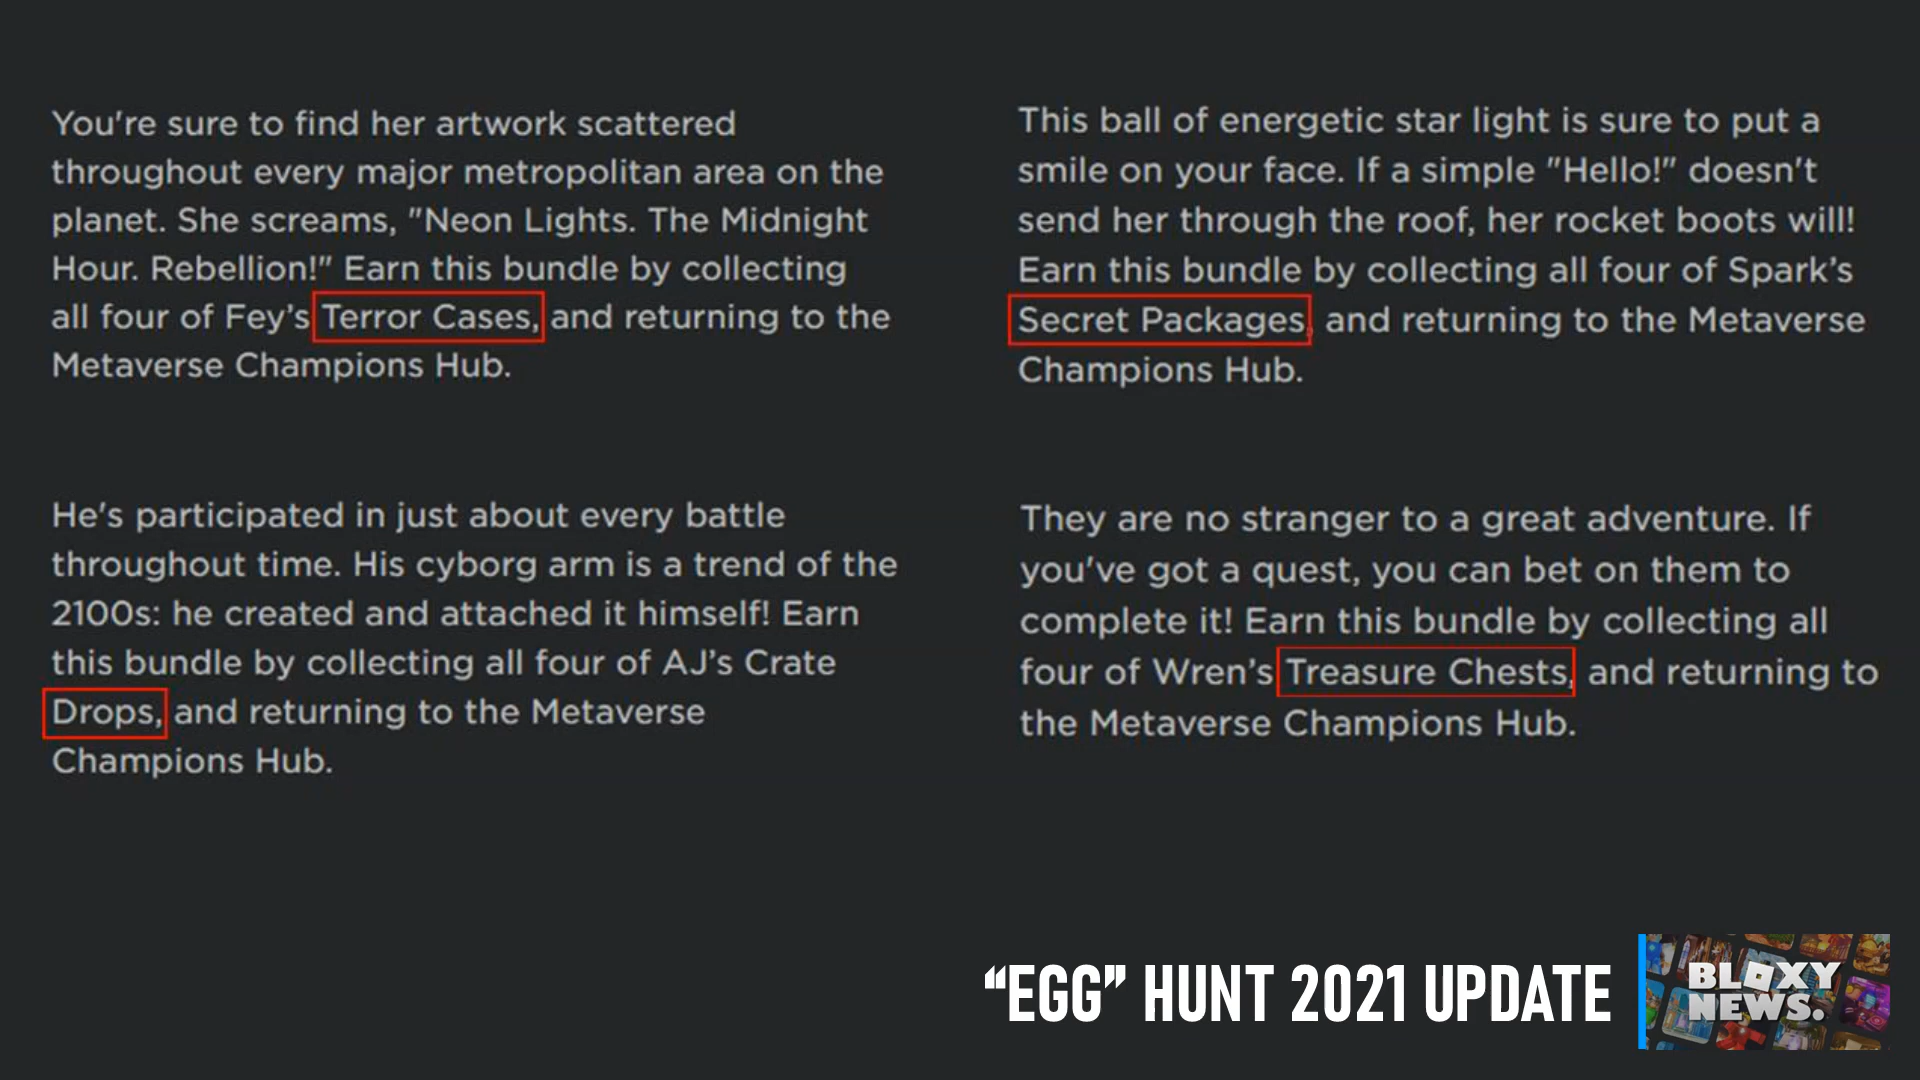 You're sure to find her artwork scattered
throughout every major metropolitan area on the
planet. She screams, "Neon Lights. The Midnight
Hour. Rebellion!" Earn this bundle by collecting
all four of Fey’s Terror Cases, and returning to the
Metaverse Champions Hub.
This ball of energetic star light is sure to put a
smile on your face. If a simple "Hello!" doesn't
send her through the roof, her rocket boots will!
Earn this bundle by collecting all four of Spark’s
Secret Packages, and returning to the Metaverse
Champions Hub.
He's participated in just about every battle
throughout time. His cyborg arm is a trend of the
2100s: he created and attached it himself! Earn
this bundle by collecting all four of AJ’s Crate
Drops, and returning to the Metaverse
Champions Hub.
They are no stranger to a great adventure. If
you've got a quest, you can bet on them to
complete it! Earn this bundle by collecting all
four of Wren’s Treasure Chests, and returning to
the Metaverse Champions Hub.
“EGG” HUNT 2021 UPDATE
BLOXY
NEWS.